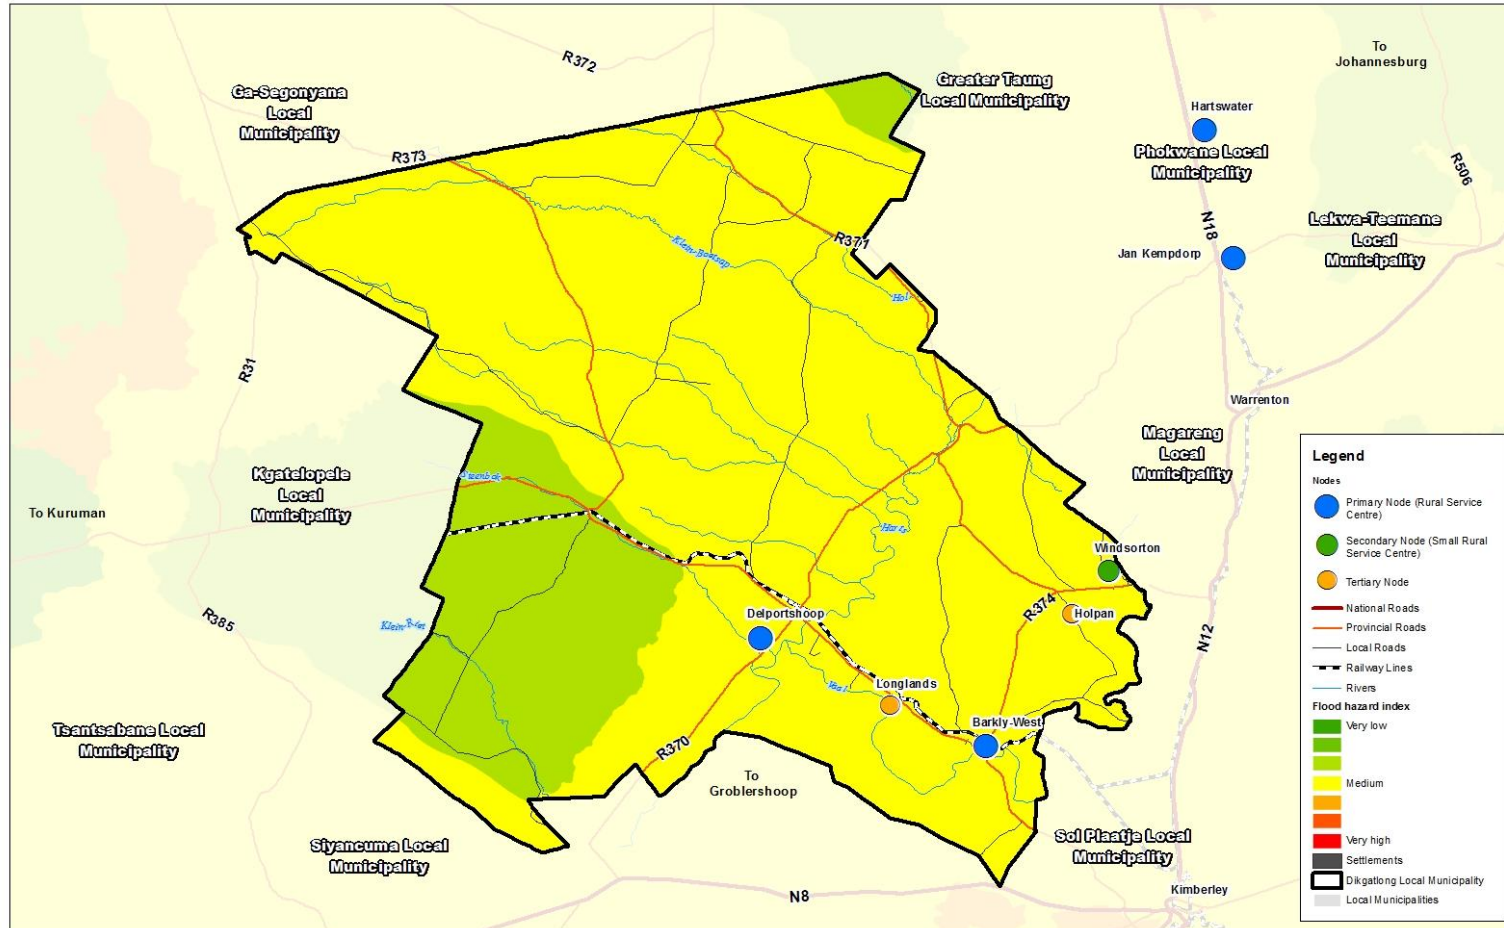 R372
To
Johannesburg
Ga-Segonyana
Local
Municipality
Greater Taung
Local Municipality
Hartswater
Phokwane Local
Municipality
R373
R506
N18
Lekwa-Teemane
Local
Municipality
R371
Klein-Boetsap
Jan Kempdorp
Hol
R31
Warrenton
Magareng
Local
Municipality
Kgatelopele
Local
Municipality
Steenbok
To Kuruman
Harts
Windsorton
R374
Holpan
R385
Klein-Riet
Delportshoop
N12
Vaal
Longlands
Barkly-West
Tsantsabane Local
Municipality
R370
To
Groblershoop
Siyancuma Local
Municipality
Sol Plaatje Local
Municipality
Kimberley
N8
Legend
Nodes
Primary Node (Rural Service
Centre)
Secondary Node (Small Rural
Service Centre)
Tertiary Node
National Roads
Provincial Roads
Local Roads
Railway Lines
Rivers
Flood hazard index
Very low
Medium
Very high
Settlements
Dikgatlong Local Municipality
Local Municipalities